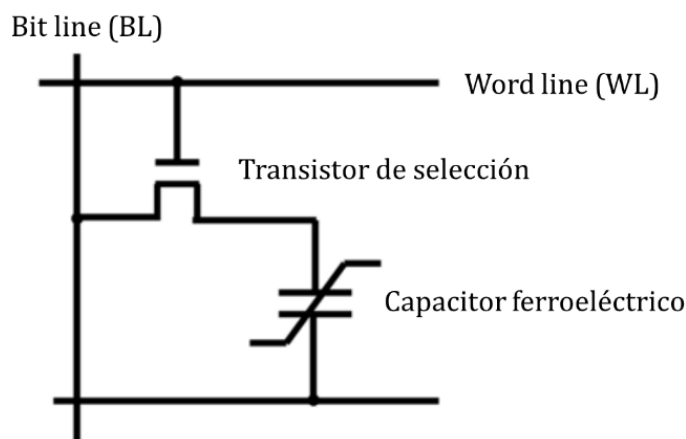 Bit line (BL)
Word line (WL)
Transistor de selección
Capacitor ferroeléctrico